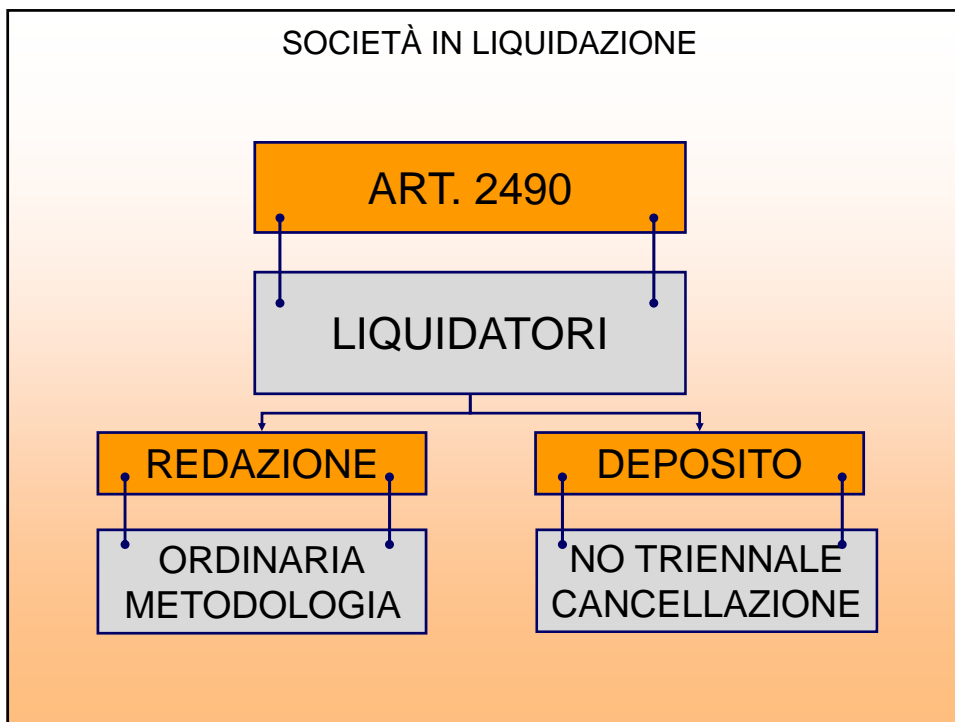 SOCIETÀ IN LIQUIDAZIONE
ART. 2490
LIQUIDATORI
REDAZIONE
DEPOSITO
ORDINARIA
METODOLOGIA
NO TRIENNALE
CANCELLAZIONE